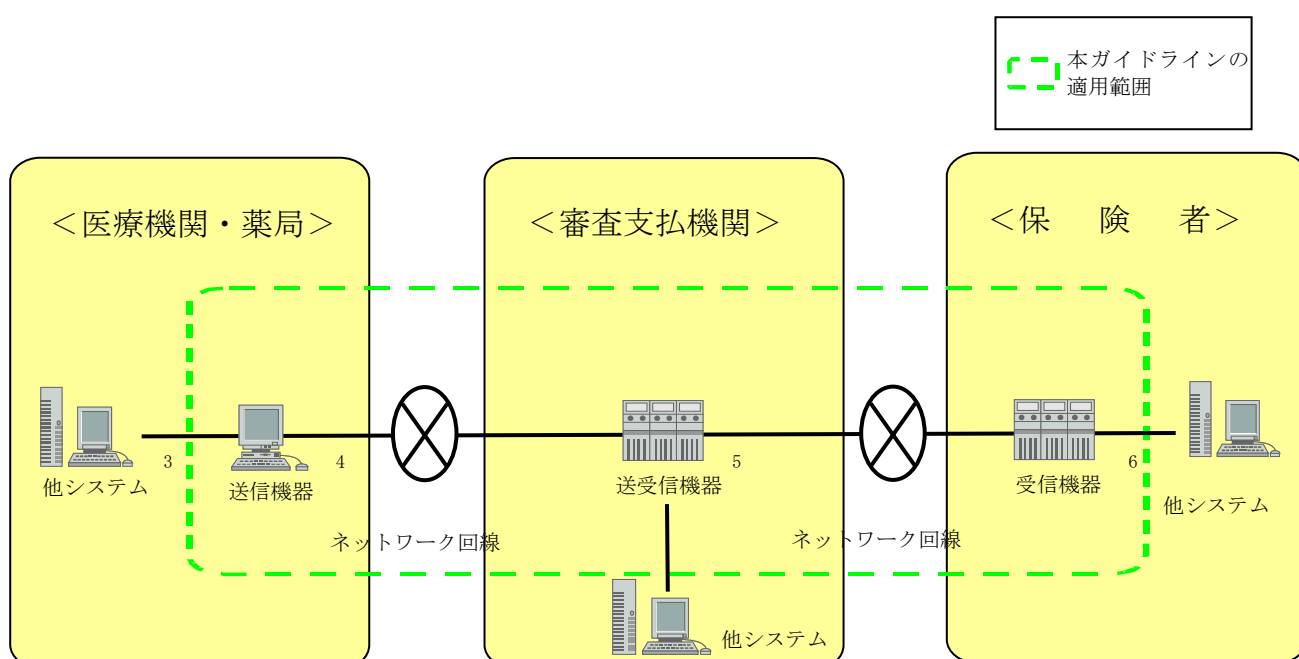 本ガイドラインの
適用範囲
＜医療機関・薬局＞
＜審査支払機関＞
＜保　険　者＞
3
4
5
6
他システム
送信機器
送受信機器
受信機器
他システム
ネットワーク回線
ネットワーク回線
他システム